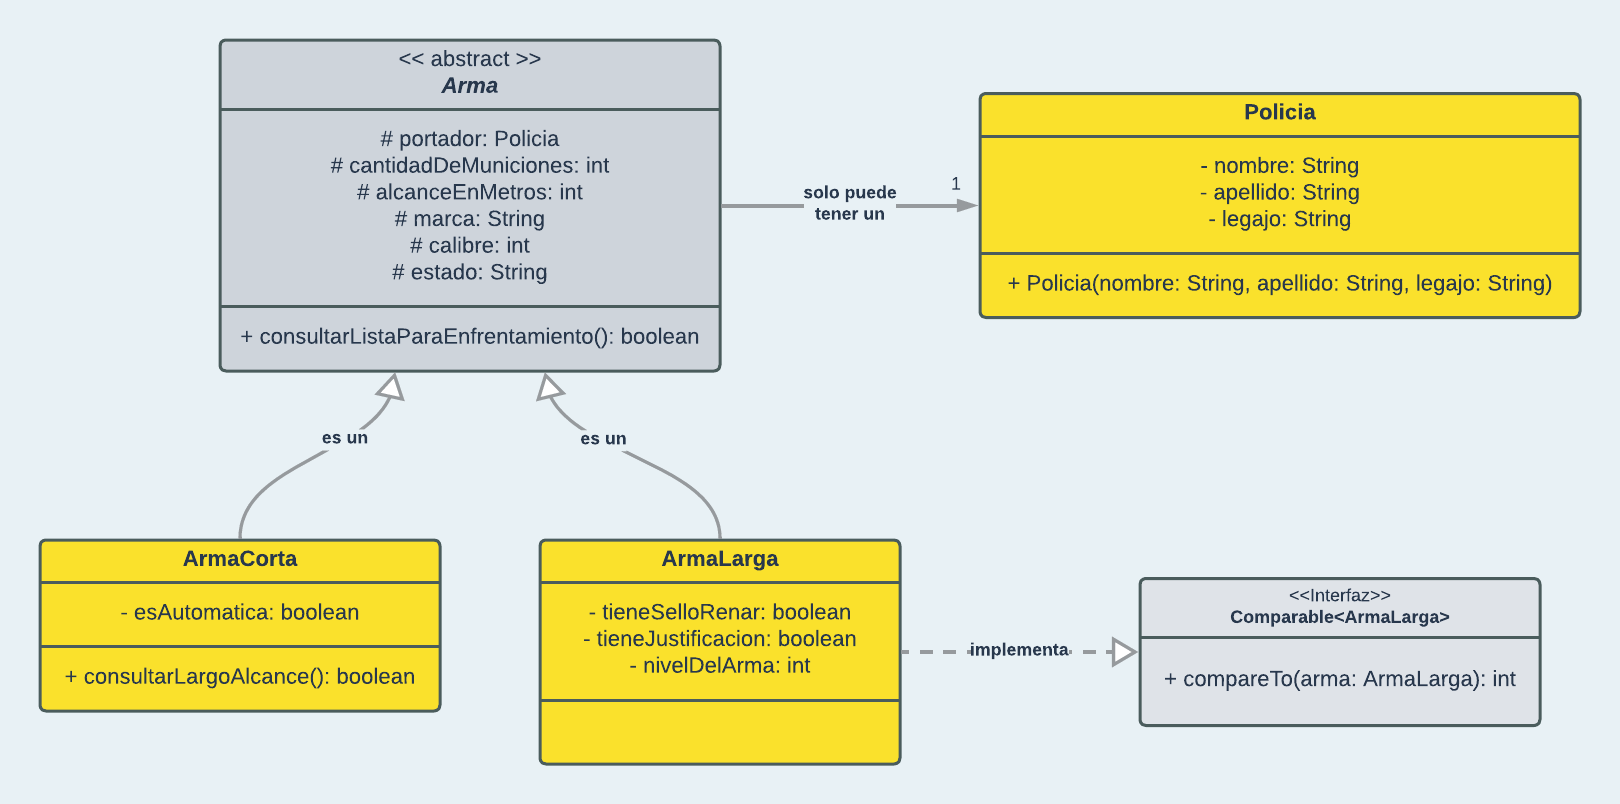 << abstract >>
Arma
# portador: Policia
# cantidadDeMuniciones: int
# alcanceEnMetros: int
# marca: String
# calibre: int
# estado: String
+ consultarListaParaEnfrentamiento(): boolean
solo puede
tener un
1
Policia
- nombre: String
- apellido: String
- legajo: String
+ Policia(nombre: String, apellido: String, legajo: String)
es un
es un
ArmaCorta
- esAutomatica: boolean
+ consultarLargoAlcance(): boolean
ArmaLarga
- tieneSelloRenar: boolean
- tieneJustificacion: boolean
- nivelDelArma: int
implementa
<<Interfaz>>
Comparable<ArmaLarga>
+ compareTo(arma: ArmaLarga): int